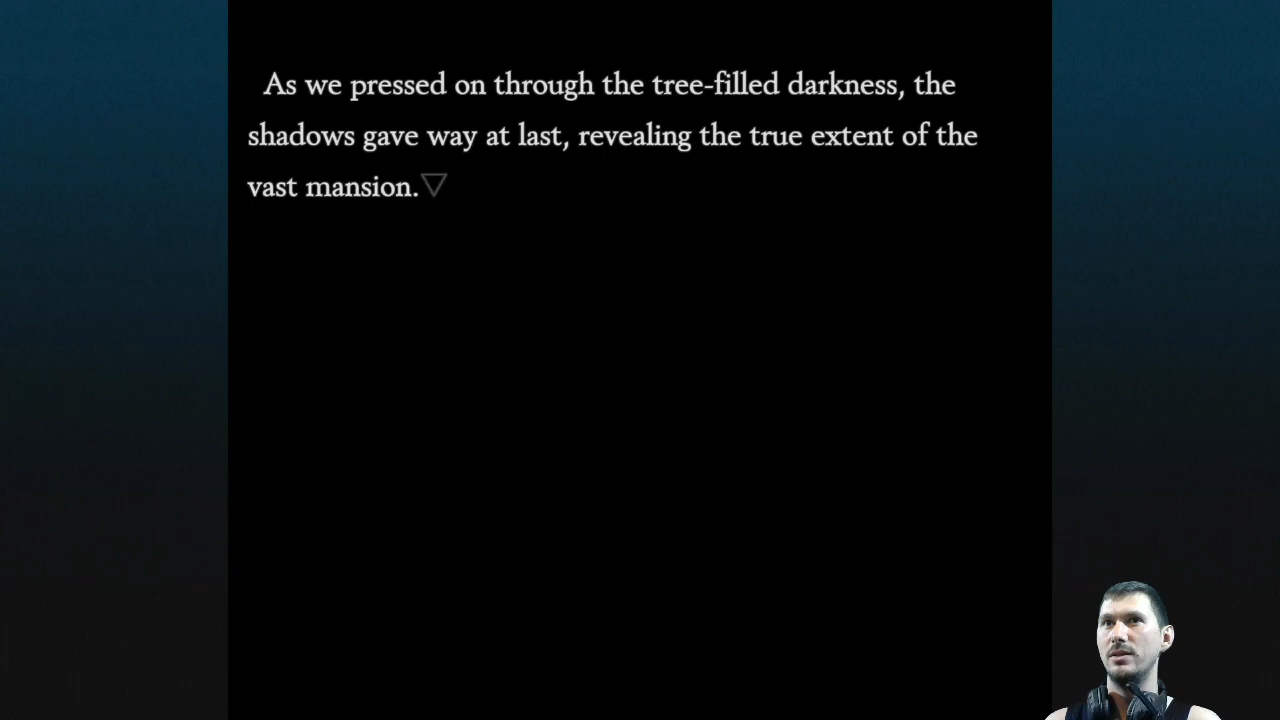 As we pressed on through the tree-filled darkness, the
shadows gave way at last, revealing the true extent of the
vast mansion.